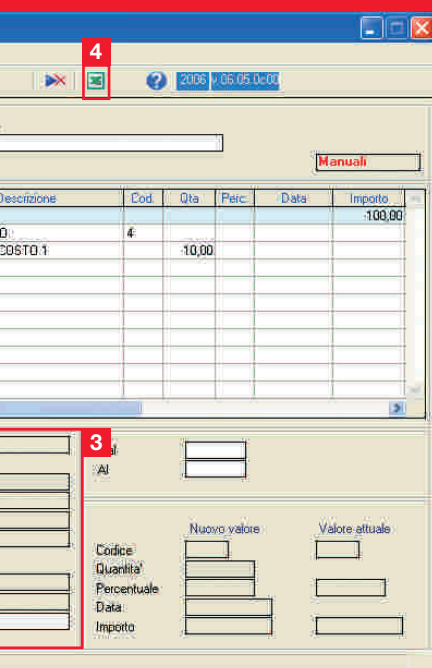 4
2006 v.06.05.0c00
Manuali
Descrizione Cod. Qta Perc. Data Importo
-100,00
O 4
COSTO 1 -10,00
3
Al
Nuovo valore Valore attuale
Codice
Quantita'
Percentuale
Data
Importo